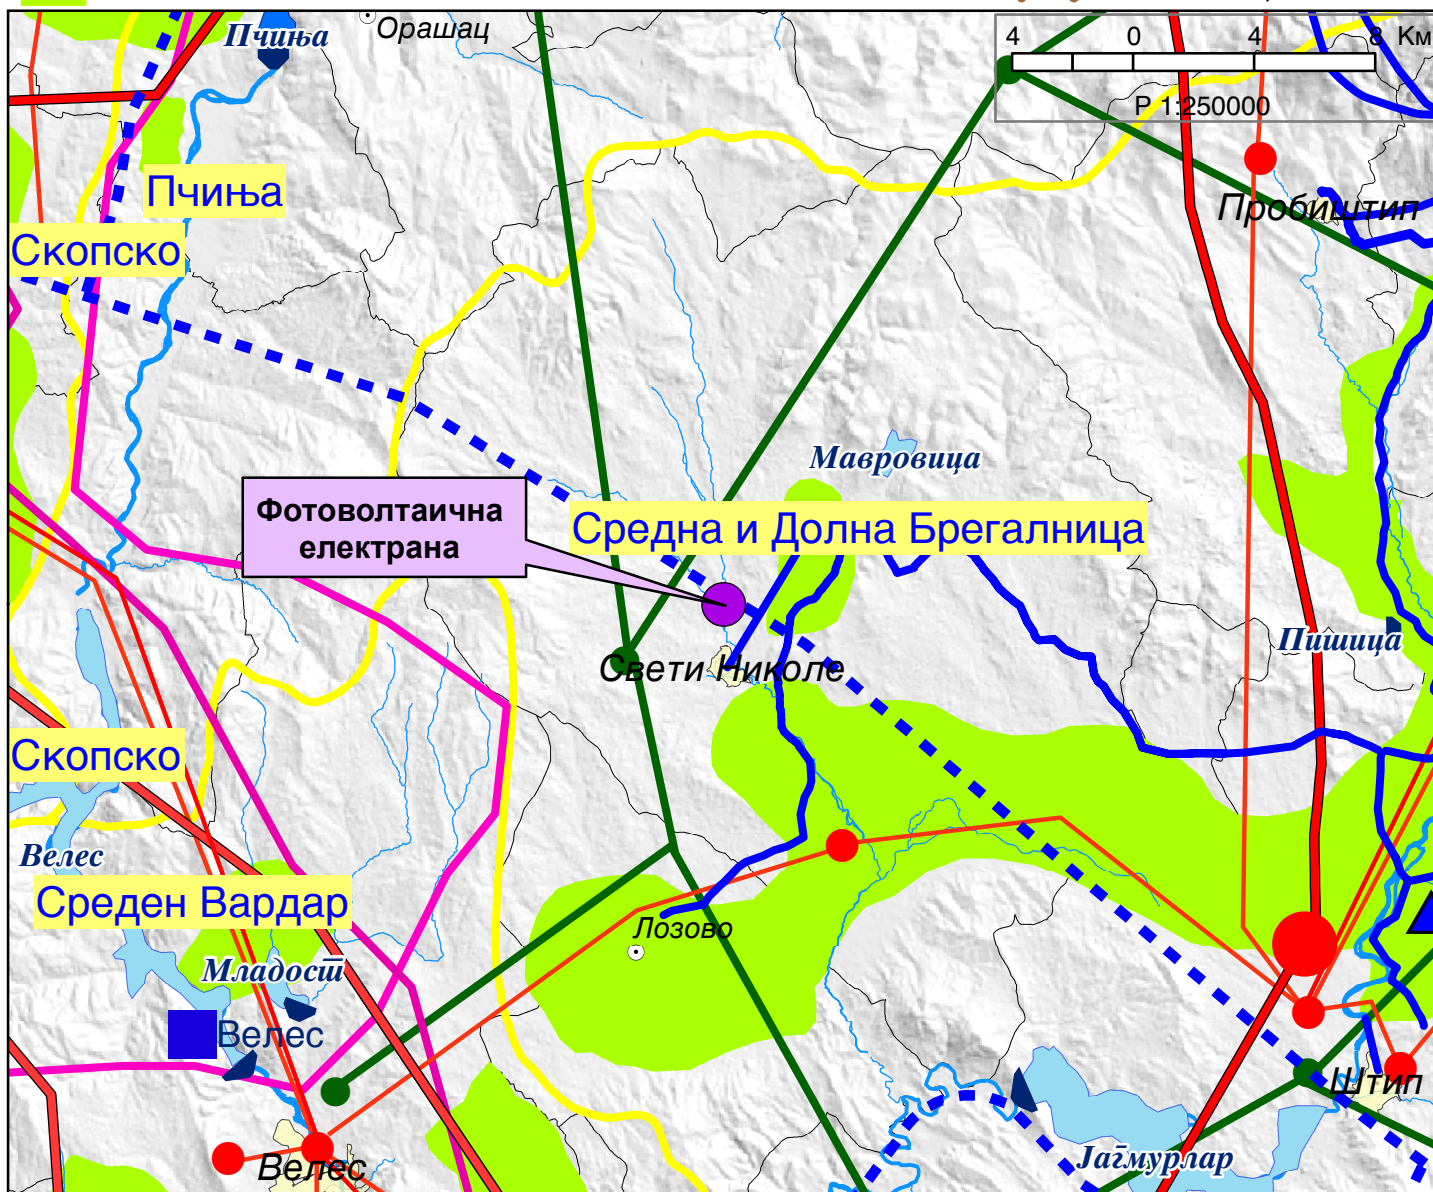 Пчиња
Орашац
4 0 4 8 Км
Р 1:250000
Пчиња
Пробиштип
Скопско
Мавровица
Фотоволтаична
електрана
Средна и Долна Брегалница
Пишица
Свети Николе
Скопско
Велес
Среден Вардар
Лозово
Младост
Велес
Штип
Јагмурлар
Велес